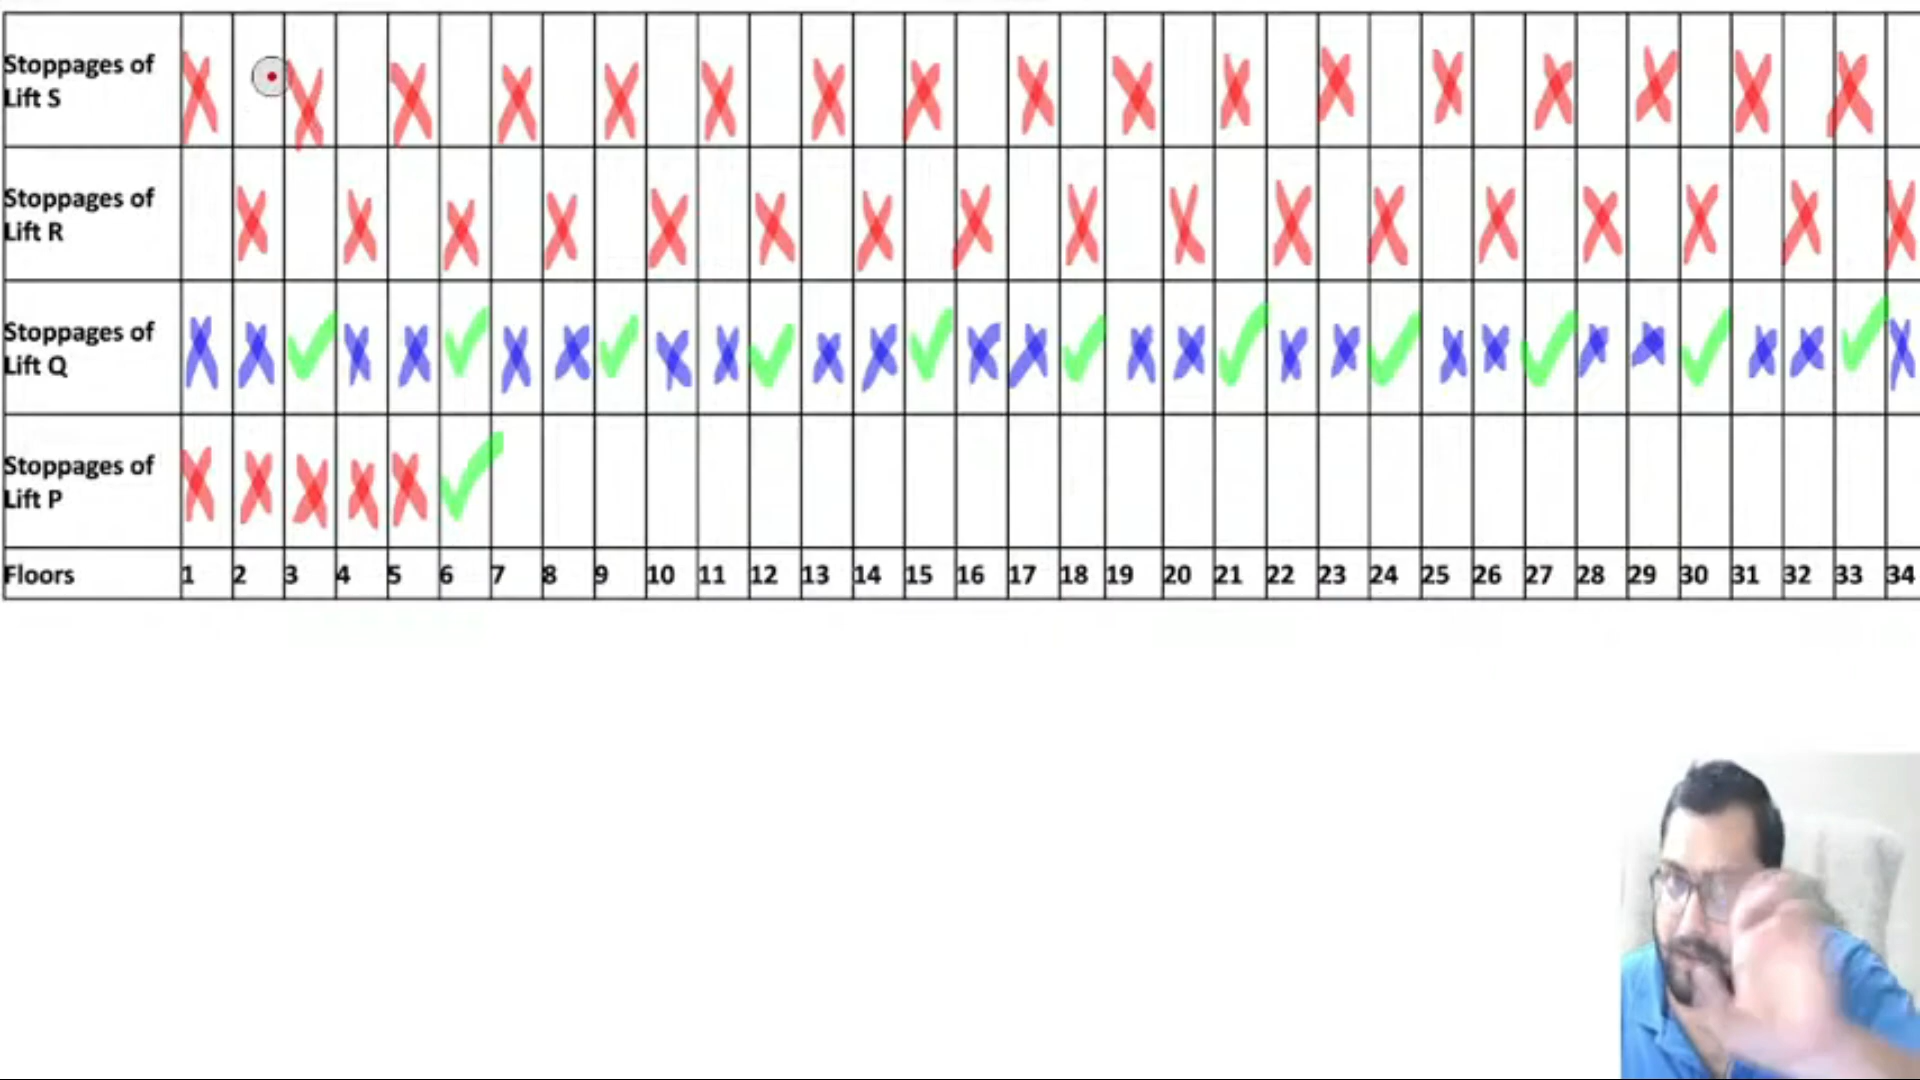 Stoppages of
Lift S
Stoppages of
Lift R
Stoppages of
Lift Q
Stoppages of
Lift P
Floors 1 2 3 4 5 6 7 8 9 10 11 12 13 14 15 16 17 18 19 20 21 22 23 24 25 26 27 28 29 30 31 32 33 34